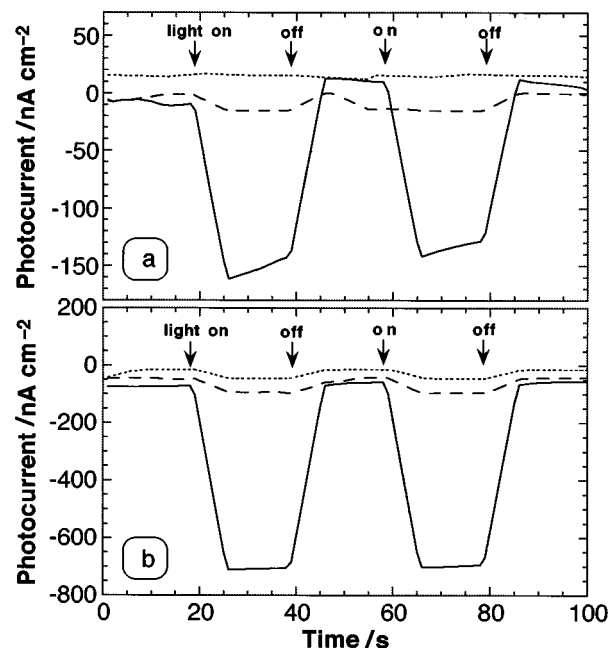 50
0
-50
-100
-150
Photocurrent /nA cm−2
light on
off
on
off
a
200
0
-200
-400
-600
-800
Photocurrent /nA cm−2
light on
off
on
off
b
0
20
40
60
80
100
Time /s